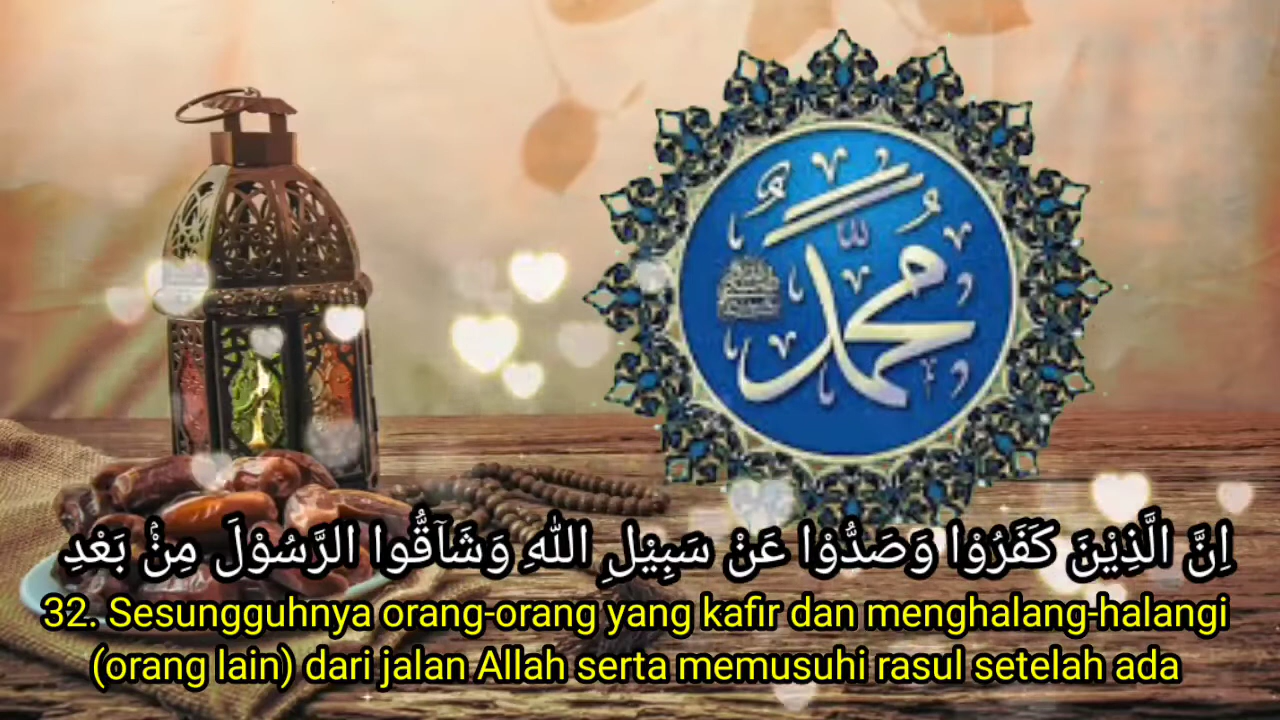 محمد
اِنَّ الَّذِيْنَ كَفَرُوْا وَصَدُّوْا عَنْ سَبِيْلِ اللّٰهِ وَشَاۤقُّوا الرَّسُوْلَ مِنْۢ بَعْدِ
32. Sesungguhnya orang-orang yang kafir dan menghalang-halangi
(orang lain) dari jalan Allah serta memusuhi rasul setelah ada